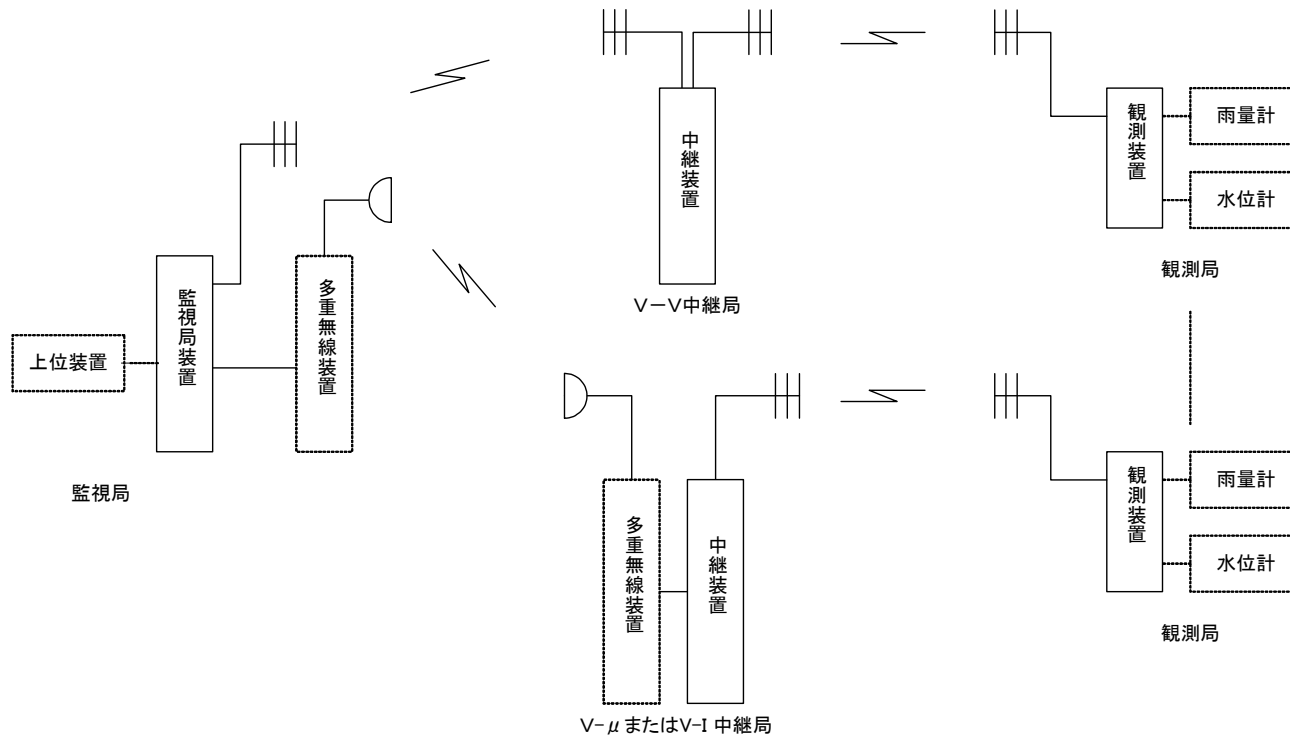 中継装置
V－V中継局
観測装置
雨量計
水位計
観測局
上位装置
監視局装置
多重無線装置
監視局
多重無線装置
中継装置
V-μまたはV-I 中継局
観測装置
雨量計
水位計
観測局